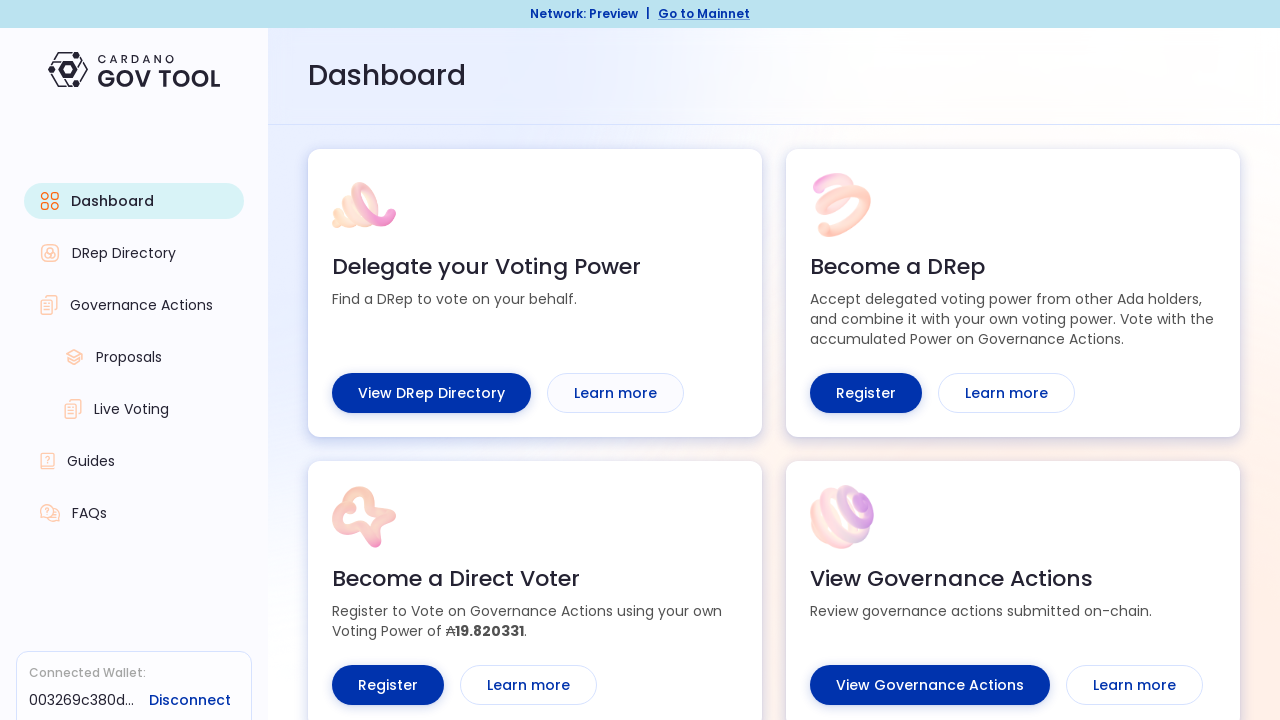 Network: Preview | Go to Mainnet
CARDANO
GOV TOOL
Dashboard
DRep Directory
Governance Actions
Proposals
Live Voting
Guides
FAQs
Connected Wallet:
003269c380d...
Disconnect
Dashboard
Delegate your Voting Power
Find a DRep to vote on your behalf.
View DRep Directory
Learn more
Become a DRep
Accept delegated voting power from other Ada holders,
and combine it with your own voting power. Vote with the
accumulated Power on Governance Actions.
Register
Learn more
Become a Direct Voter
Register to Vote on Governance Actions using your own
Voting Power of ₳19.820331.
Register
Learn more
View Governance Actions
Review governance actions submitted on-chain.
View Governance Actions
Learn more